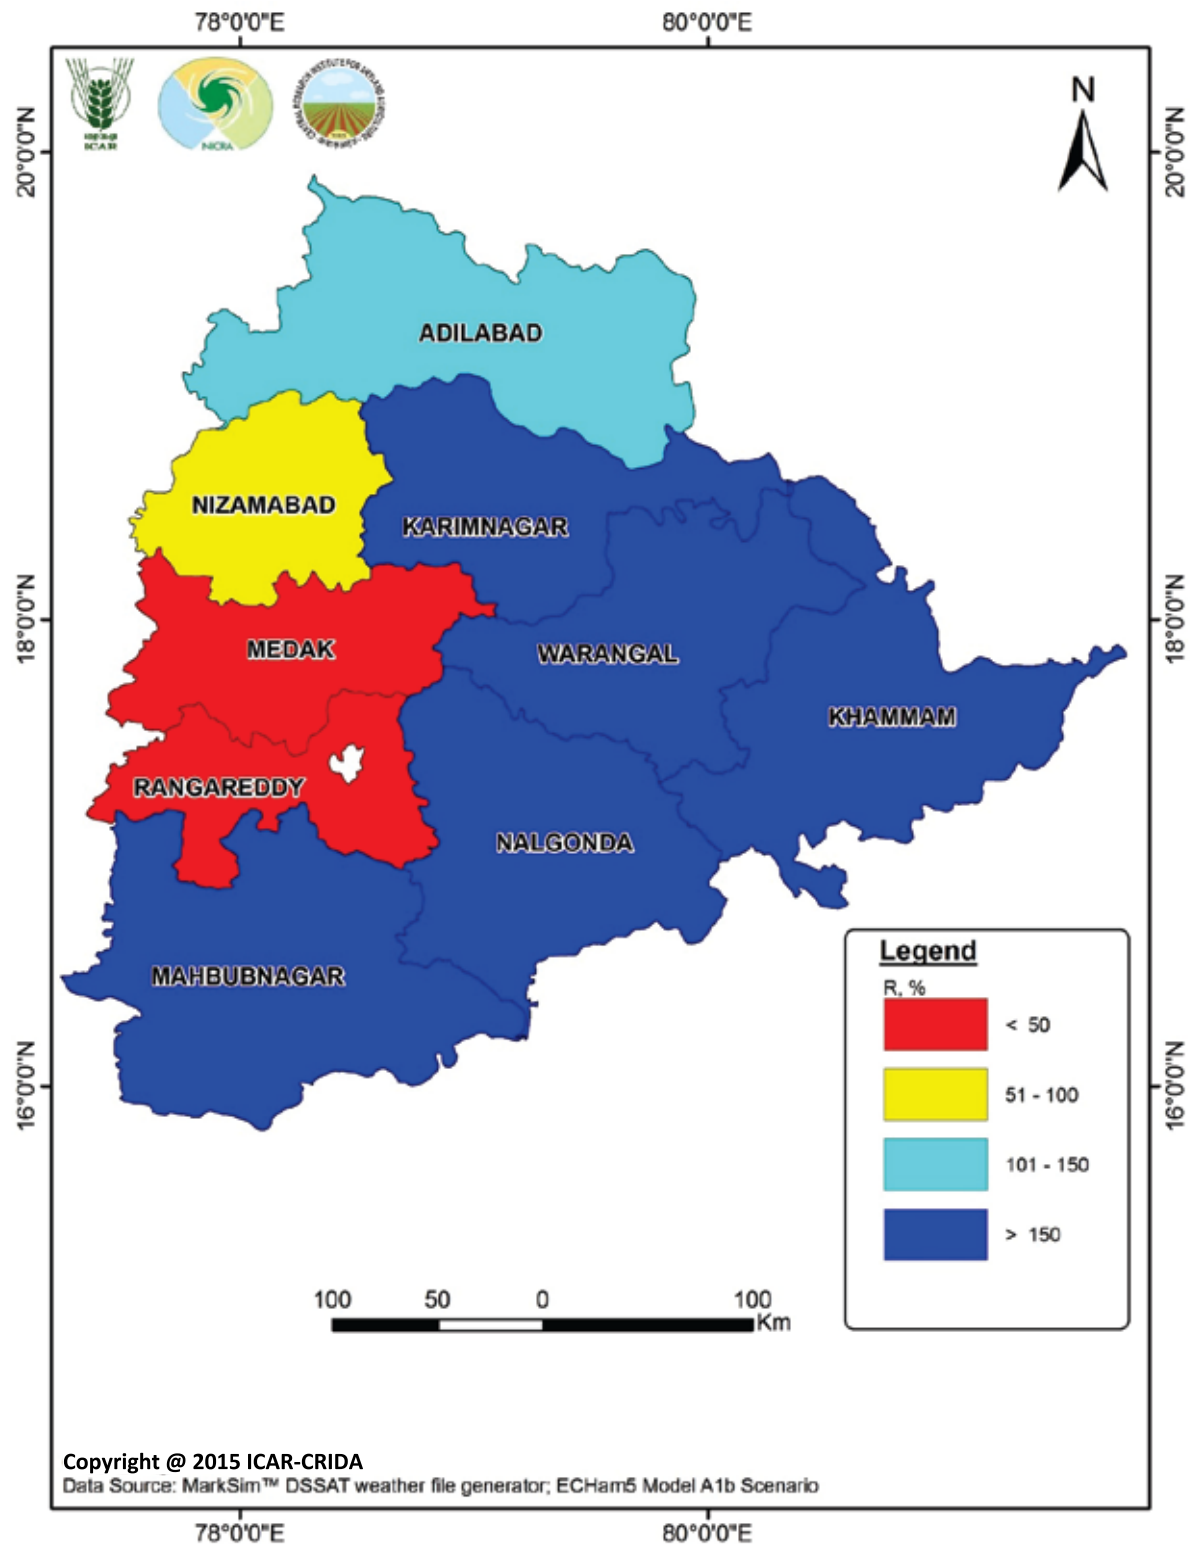 78°0'0"E 80°0'0"E
20°0'0"N 20°0'0"N
ICAR
NICRA
N
ADILABAD
NIZAMABAD
KARIMNAGAR
18°0'0"N 18°0'0"N
MEDAK
WARANGAL
KHAMMAM
RANGAREDDY
NALGONDA
MAHBUBNAGAR
16°0'0"N 16°0'0"N
Legend
R, %
< 50
51 - 100
101 - 150
> 150
100 50 0 100
Km
Copyright @ 2015 ICAR-CRIDA
Data Source: MarkSim™ DSSAT weather file generator; ECHam5 Model A1b Scenario
78°0'0"E 80°0'0"E